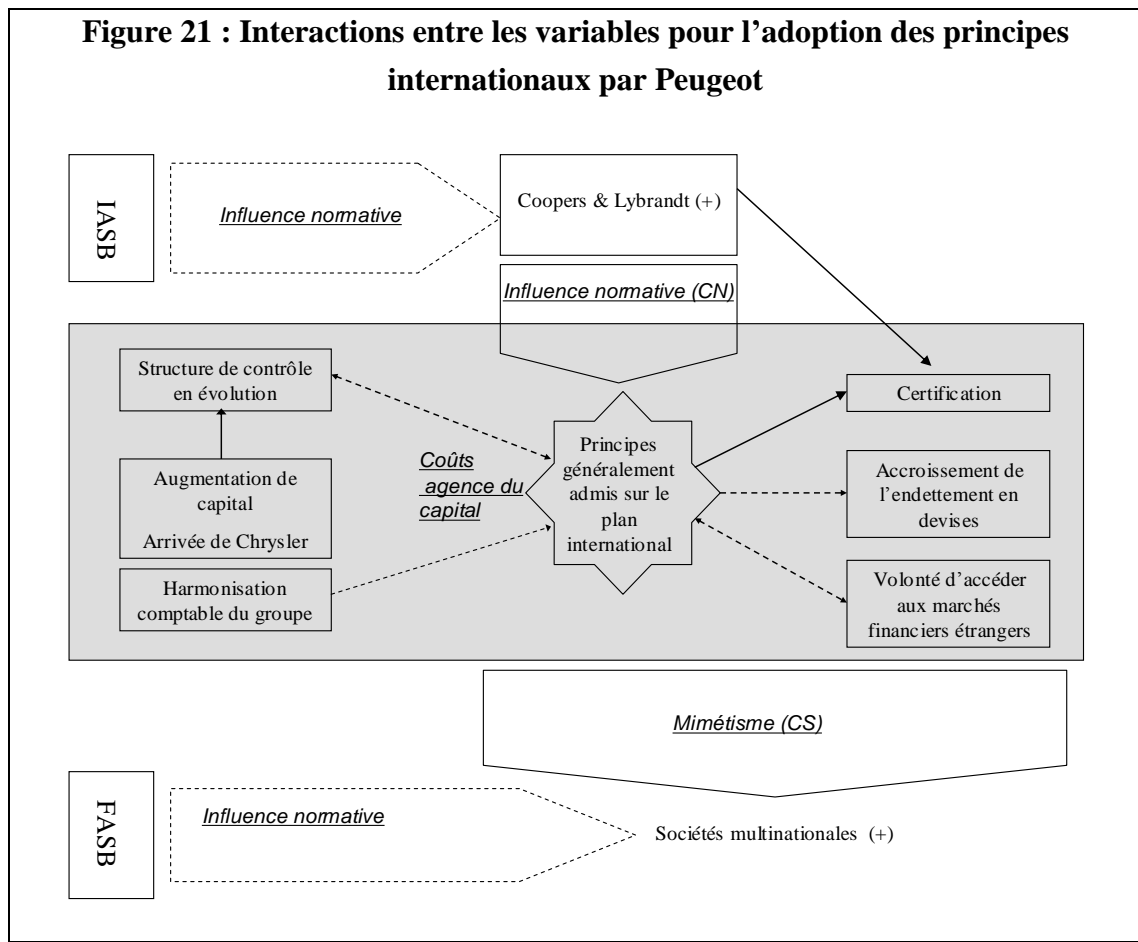 Figure 21 : Interactions entre les variables pour l’adoption des principes
internationaux par Peugeot
IASB
Influence normative
Coopers & Lybrandt (+)
Influence normative (CN)
Structure de contrôle
en évolution
Augmentation de
capital
Arrivée de Chrysler
Harmonisation
comptable du groupe
Coûts
agence du
capital
Principes
généralement
admis sur le
plan
international
Certification
Accroissement de
l’endettement en
devises
Volonté d’accéder
aux marchés
financiers étrangers
Mimétisme (CS)
FASB
Influence normative
Sociétés multinationales (+)